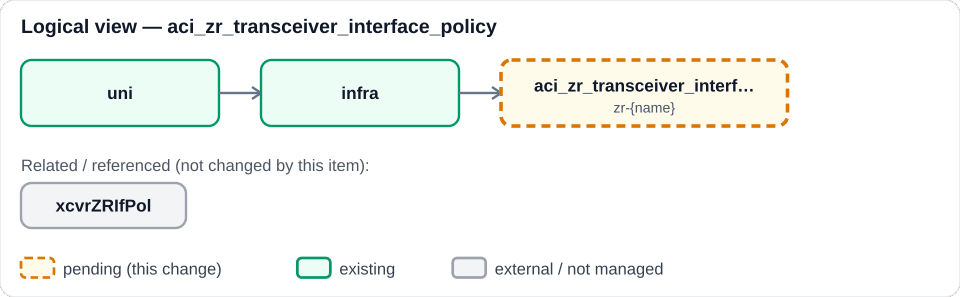 Logical view — aci_zr_transceiver_interface_policy
uni
infra
aci_zr_transceiver_interf…
zr-{name}
Related / referenced (not changed by this item):
xcvrZRIfPol
pending (this change)
existing
external / not managed